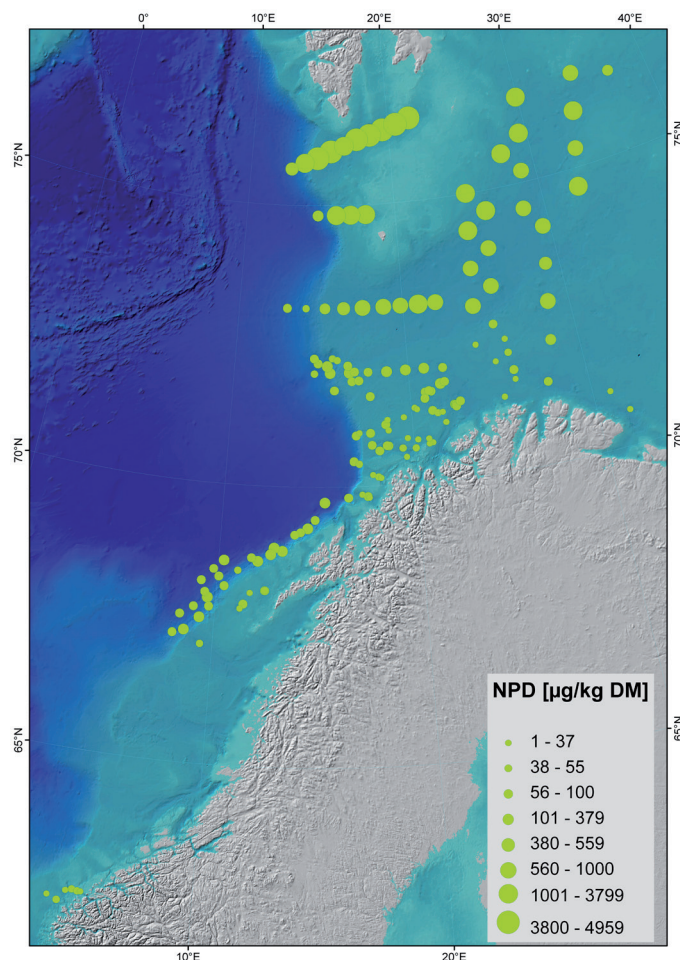 0° 10°E 20°E 30°E 40°E
75°N 75°N
70°N 70°N
65°N 65°N
NPD [µg/kg DM]
1 - 37
38 - 55
56 - 100
101 - 379
380 - 559
560 - 1000
1001 - 3799
3800 - 4959
10°E 20°E